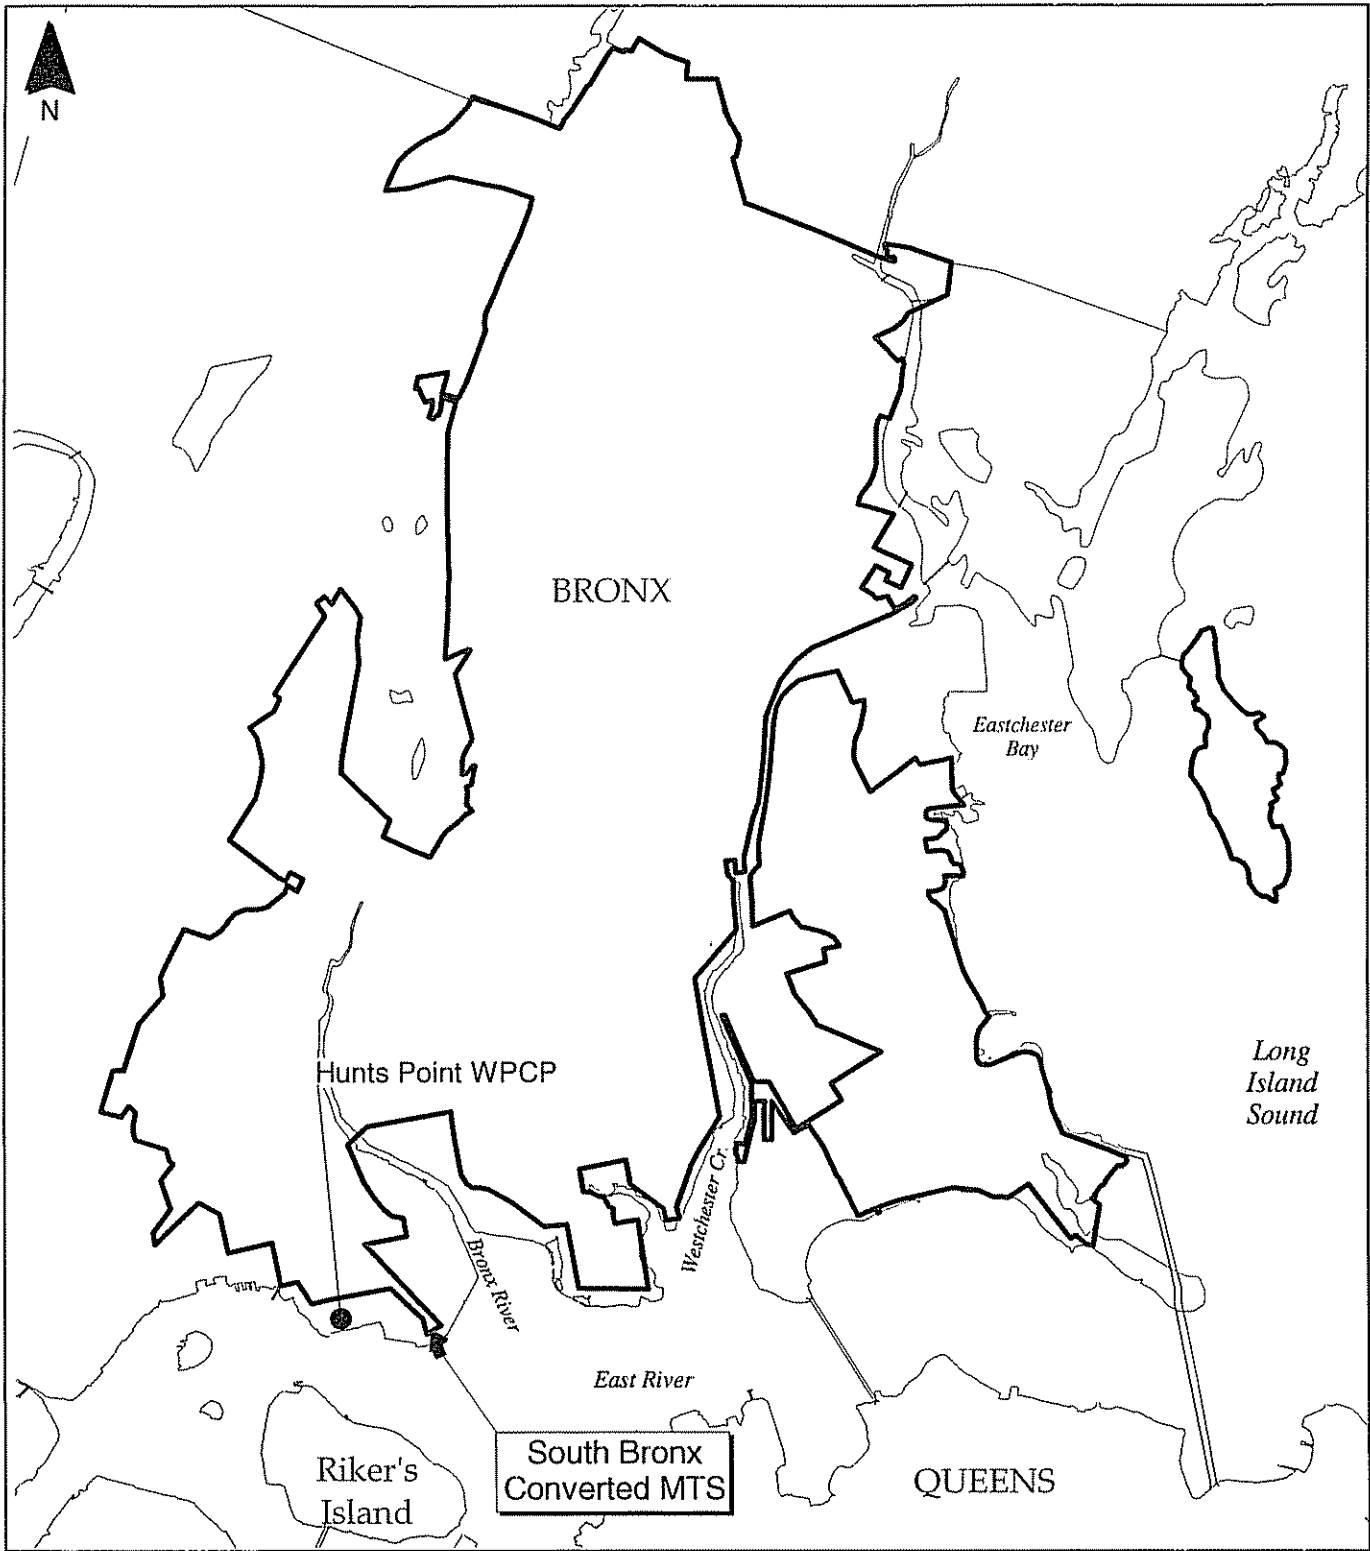 N
BRONX
Eastchester
Bay
Long
Island
Sound
Hunts Point WPCP
Westchester Cr.
Bronx River
East River
South Bronx
Converted MTS
Riker's
Island
QUEENS